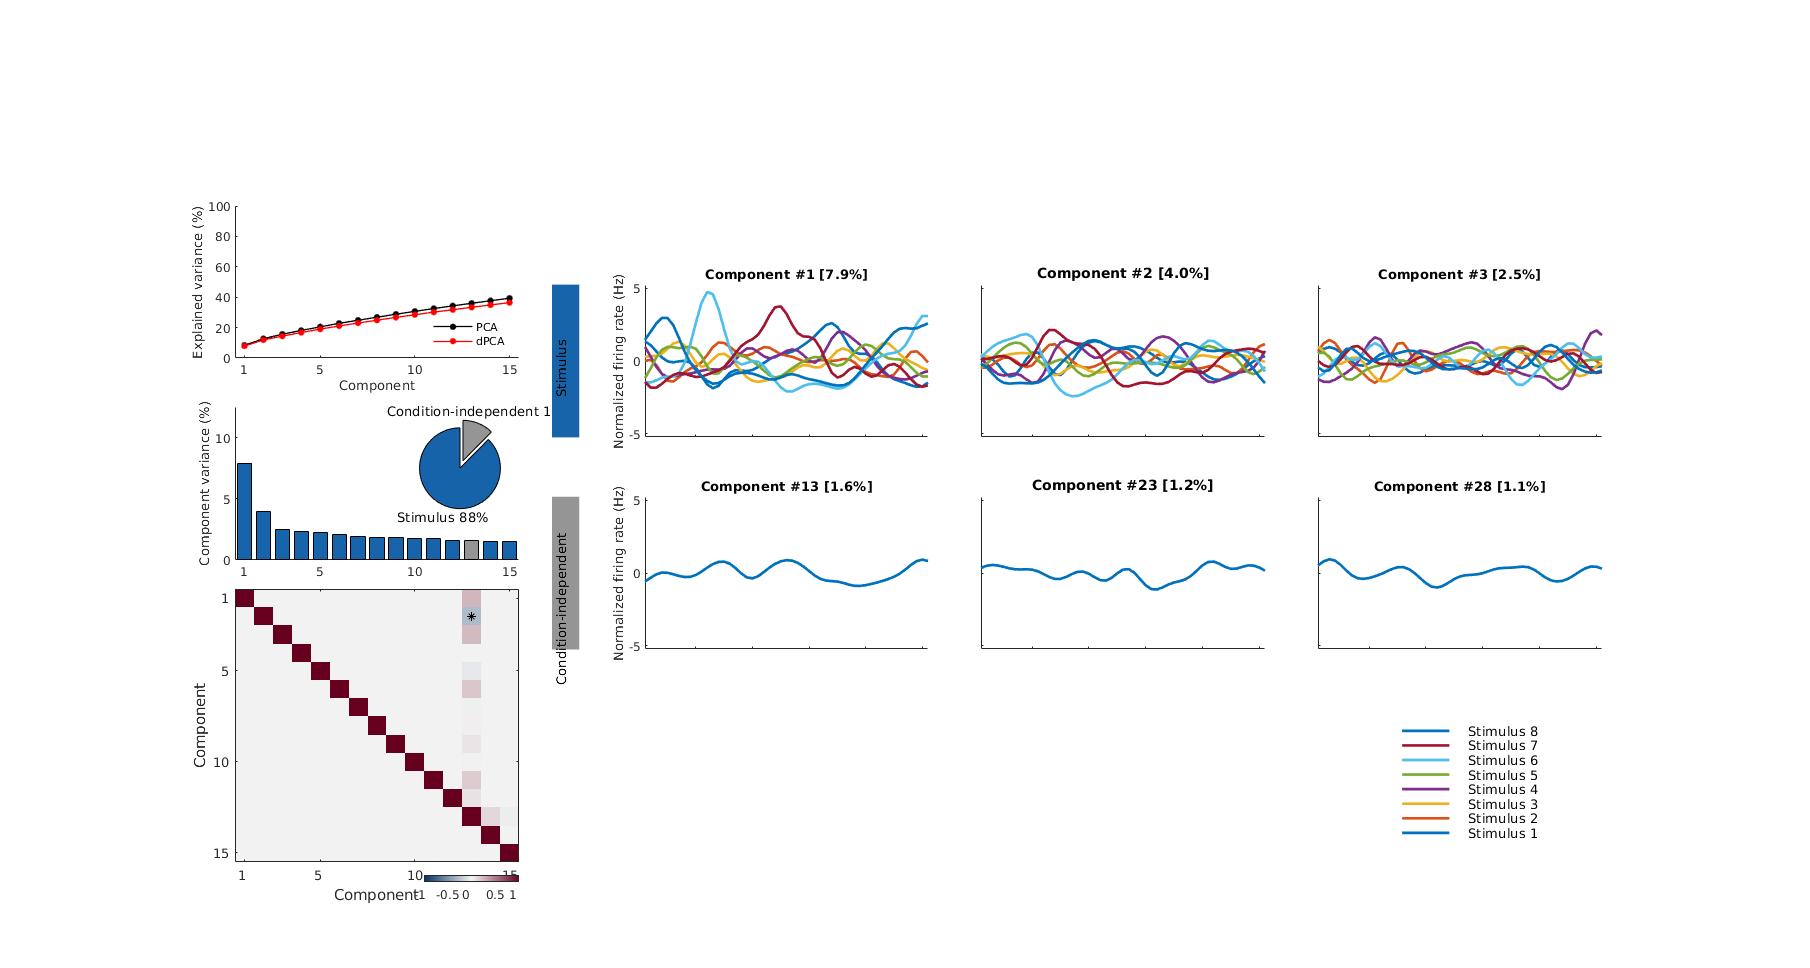 Explained variance (%)
100
80
60
40
20
0
PCA
dPCA
1 5 10 15
Component
Component variance (%)
10
5
0
Condition-independent 1
Stimulus 88%
1 5 10 15
Component
1
5
10
15
1 5 10 15
Component
-1 -0.5 0 0.5 1
Stimulus
Normalized firing rate (Hz)
5
0
-5
Component #1 [7.9%]
Component #2 [4.0%]
Component #3 [2.5%]
Condition-independent
Normalized firing rate (Hz)
5
0
-5
Component #13 [1.6%]
Component #23 [1.2%]
Component #28 [1.1%]
Stimulus 8
Stimulus 7
Stimulus 6
Stimulus 5
Stimulus 4
Stimulus 3
Stimulus 2
Stimulus 1